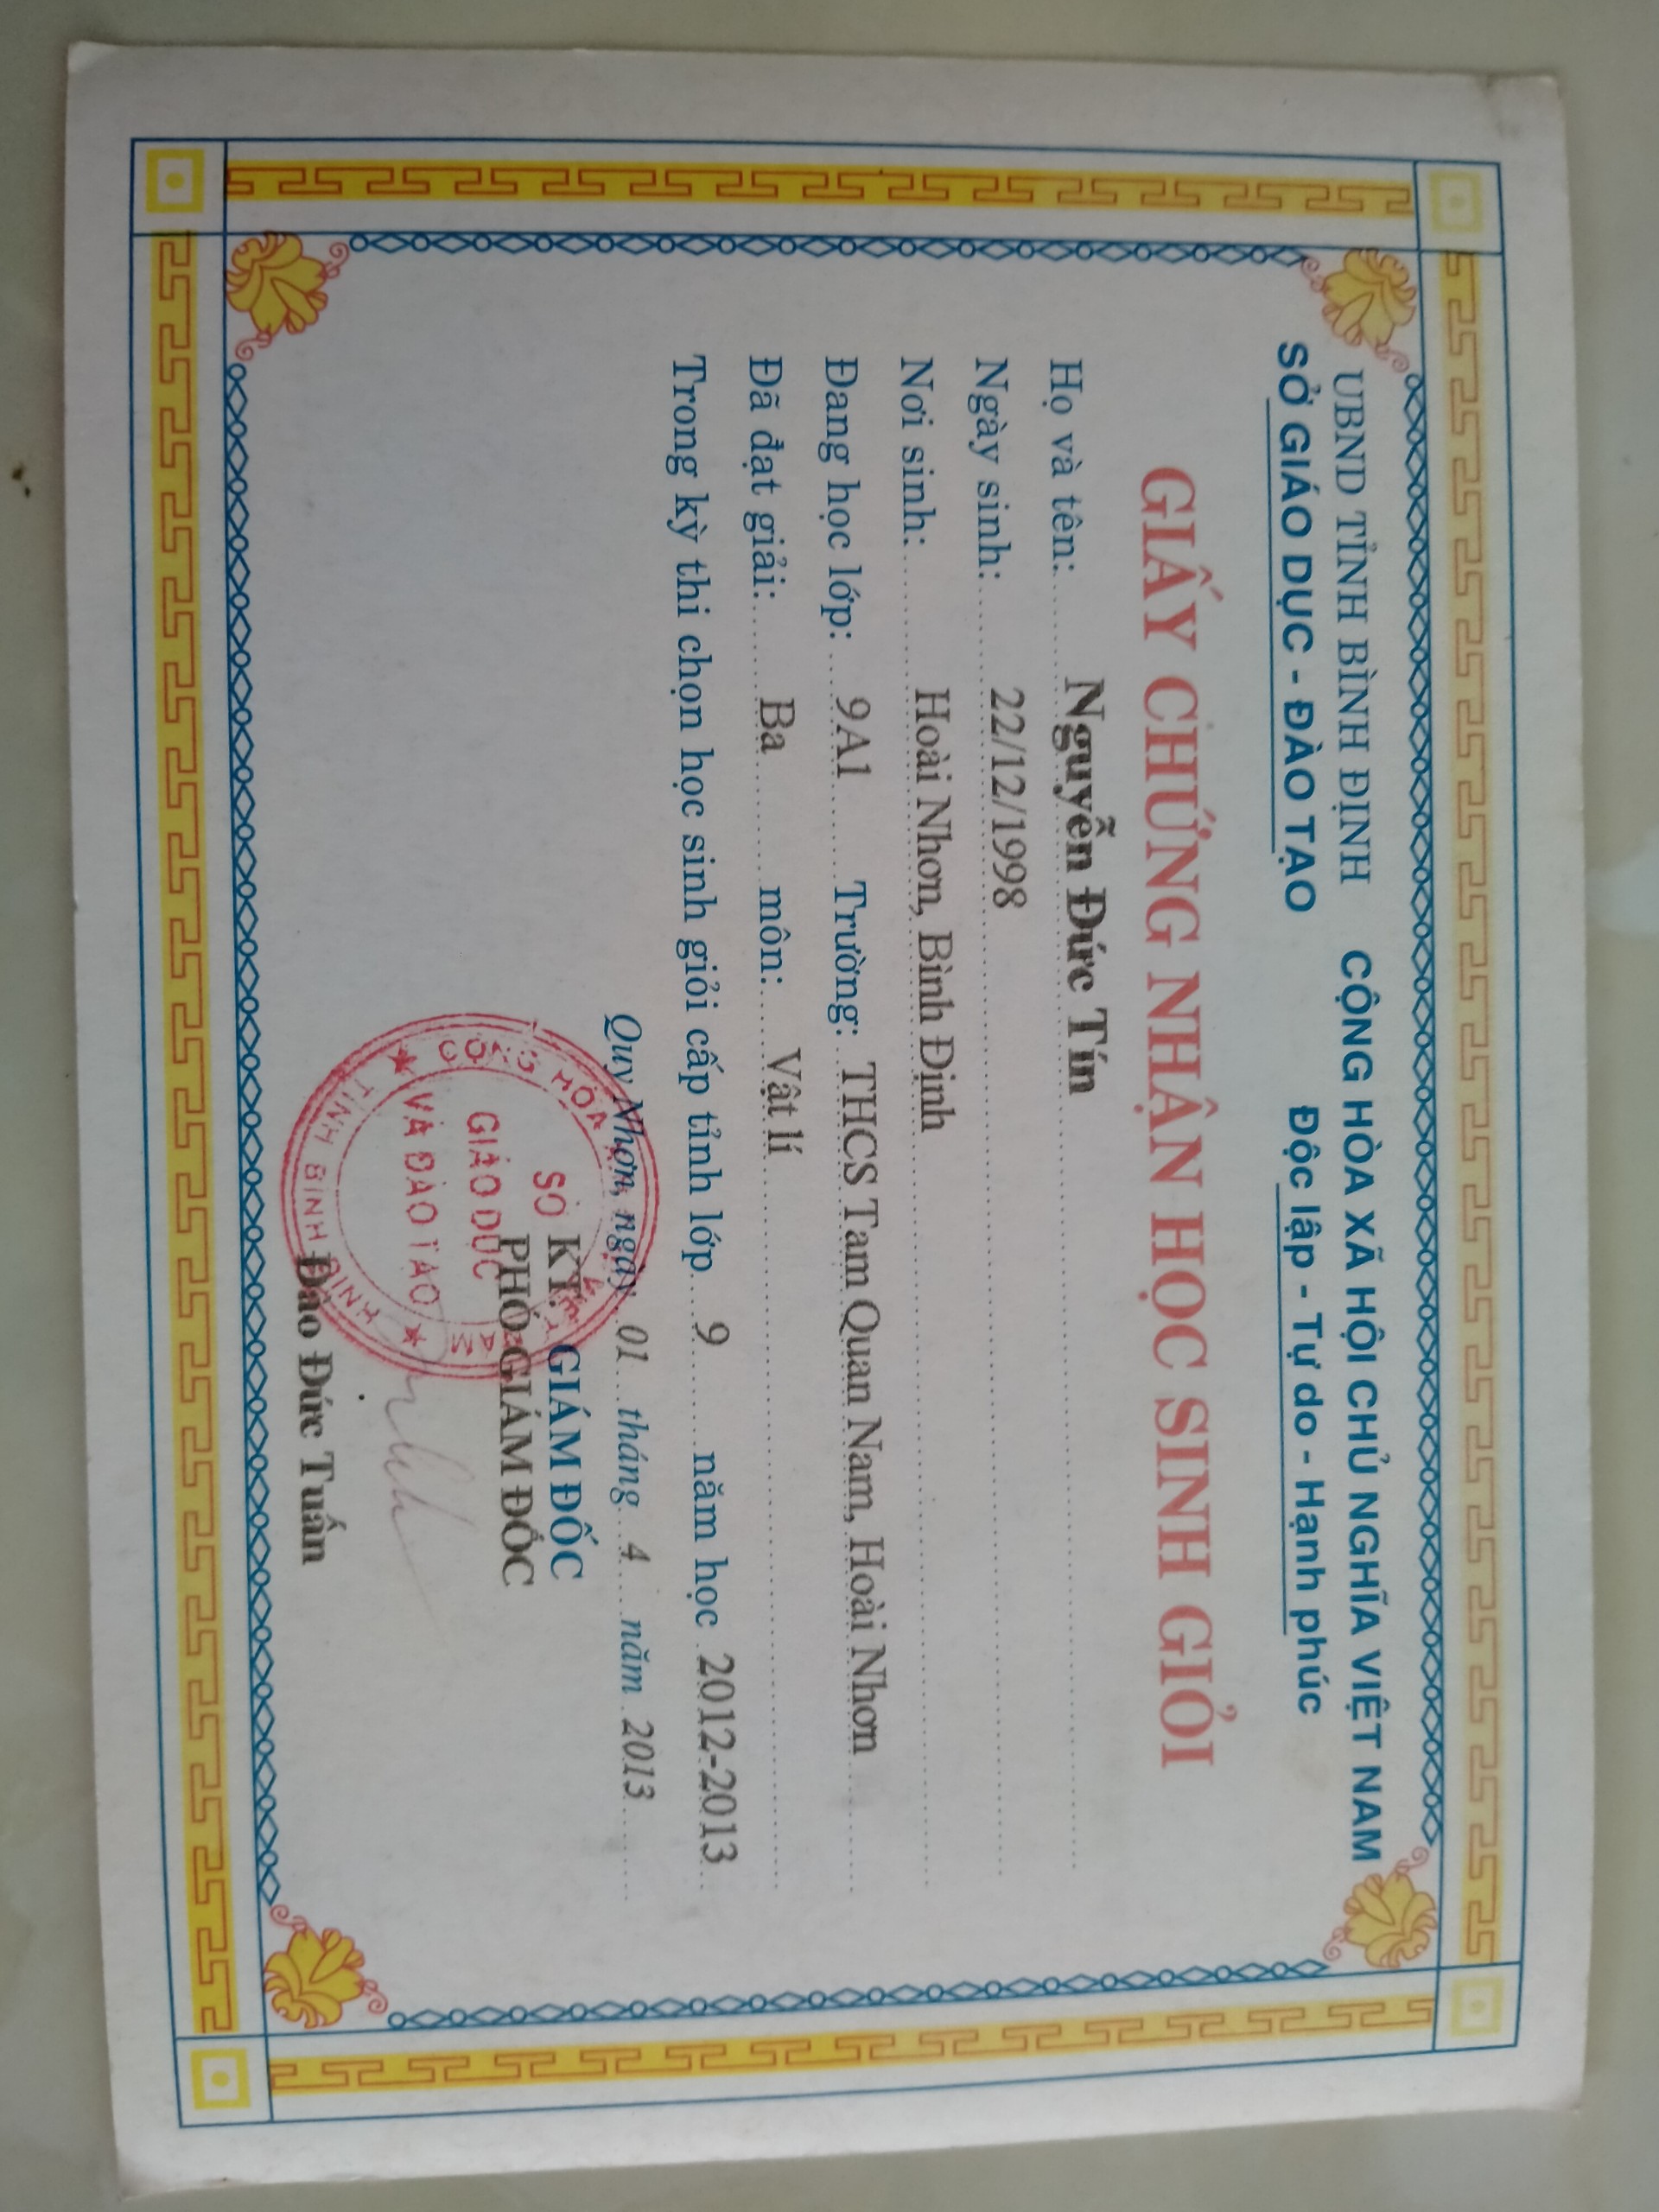 UBND TỈNH BÌNH ĐỊNH
SỞ GIÁO DỤC - ĐÀO TẠO
CỘNG HÒA XÃ HỘI CHỦ NGHĨA VIỆT NAM
Độc lập - Tự do - Hạnh phúc
GIẤY CHỨNG NHẬN HỌC SINH GIỎI
Họ và tên: Nguyễn Đức Tín
Ngày sinh: 22/12/1998
Nơi sinh: Hoài Nhơn, Bình Định
Đang học lớp: 9A1 Trường: THCS Tam Quan Nam, Hoài Nhơn
Đã đạt giải: Ba môn: Vật lí
Trong kỳ thi chọn học sinh giỏi cấp tỉnh lớp 9 năm học 2012-2013
Quy Nhơn, ngày 01 tháng 4 năm 2013
KT. GIÁM ĐỐC
PHÓ GIÁM ĐỐC
CỘNG HÒA VIỆT NAM
SỞ
GIÁO DỤC
VÀ ĐÀO TẠO
TỈNH BÌNH ĐỊNH
Đào Đức Tuấn